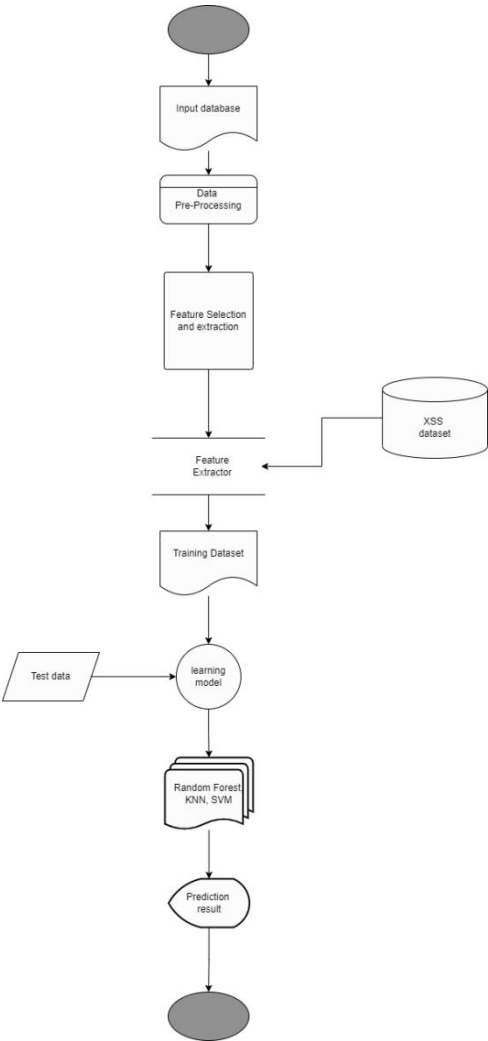 Input database
Data
Pre-Processing
Feature Selection
and extraction
XSS
dataset
Feature
Extractor
Training Dataset
Test data
learning
model
Random Forest,
KNN, SVM
Prediction
result